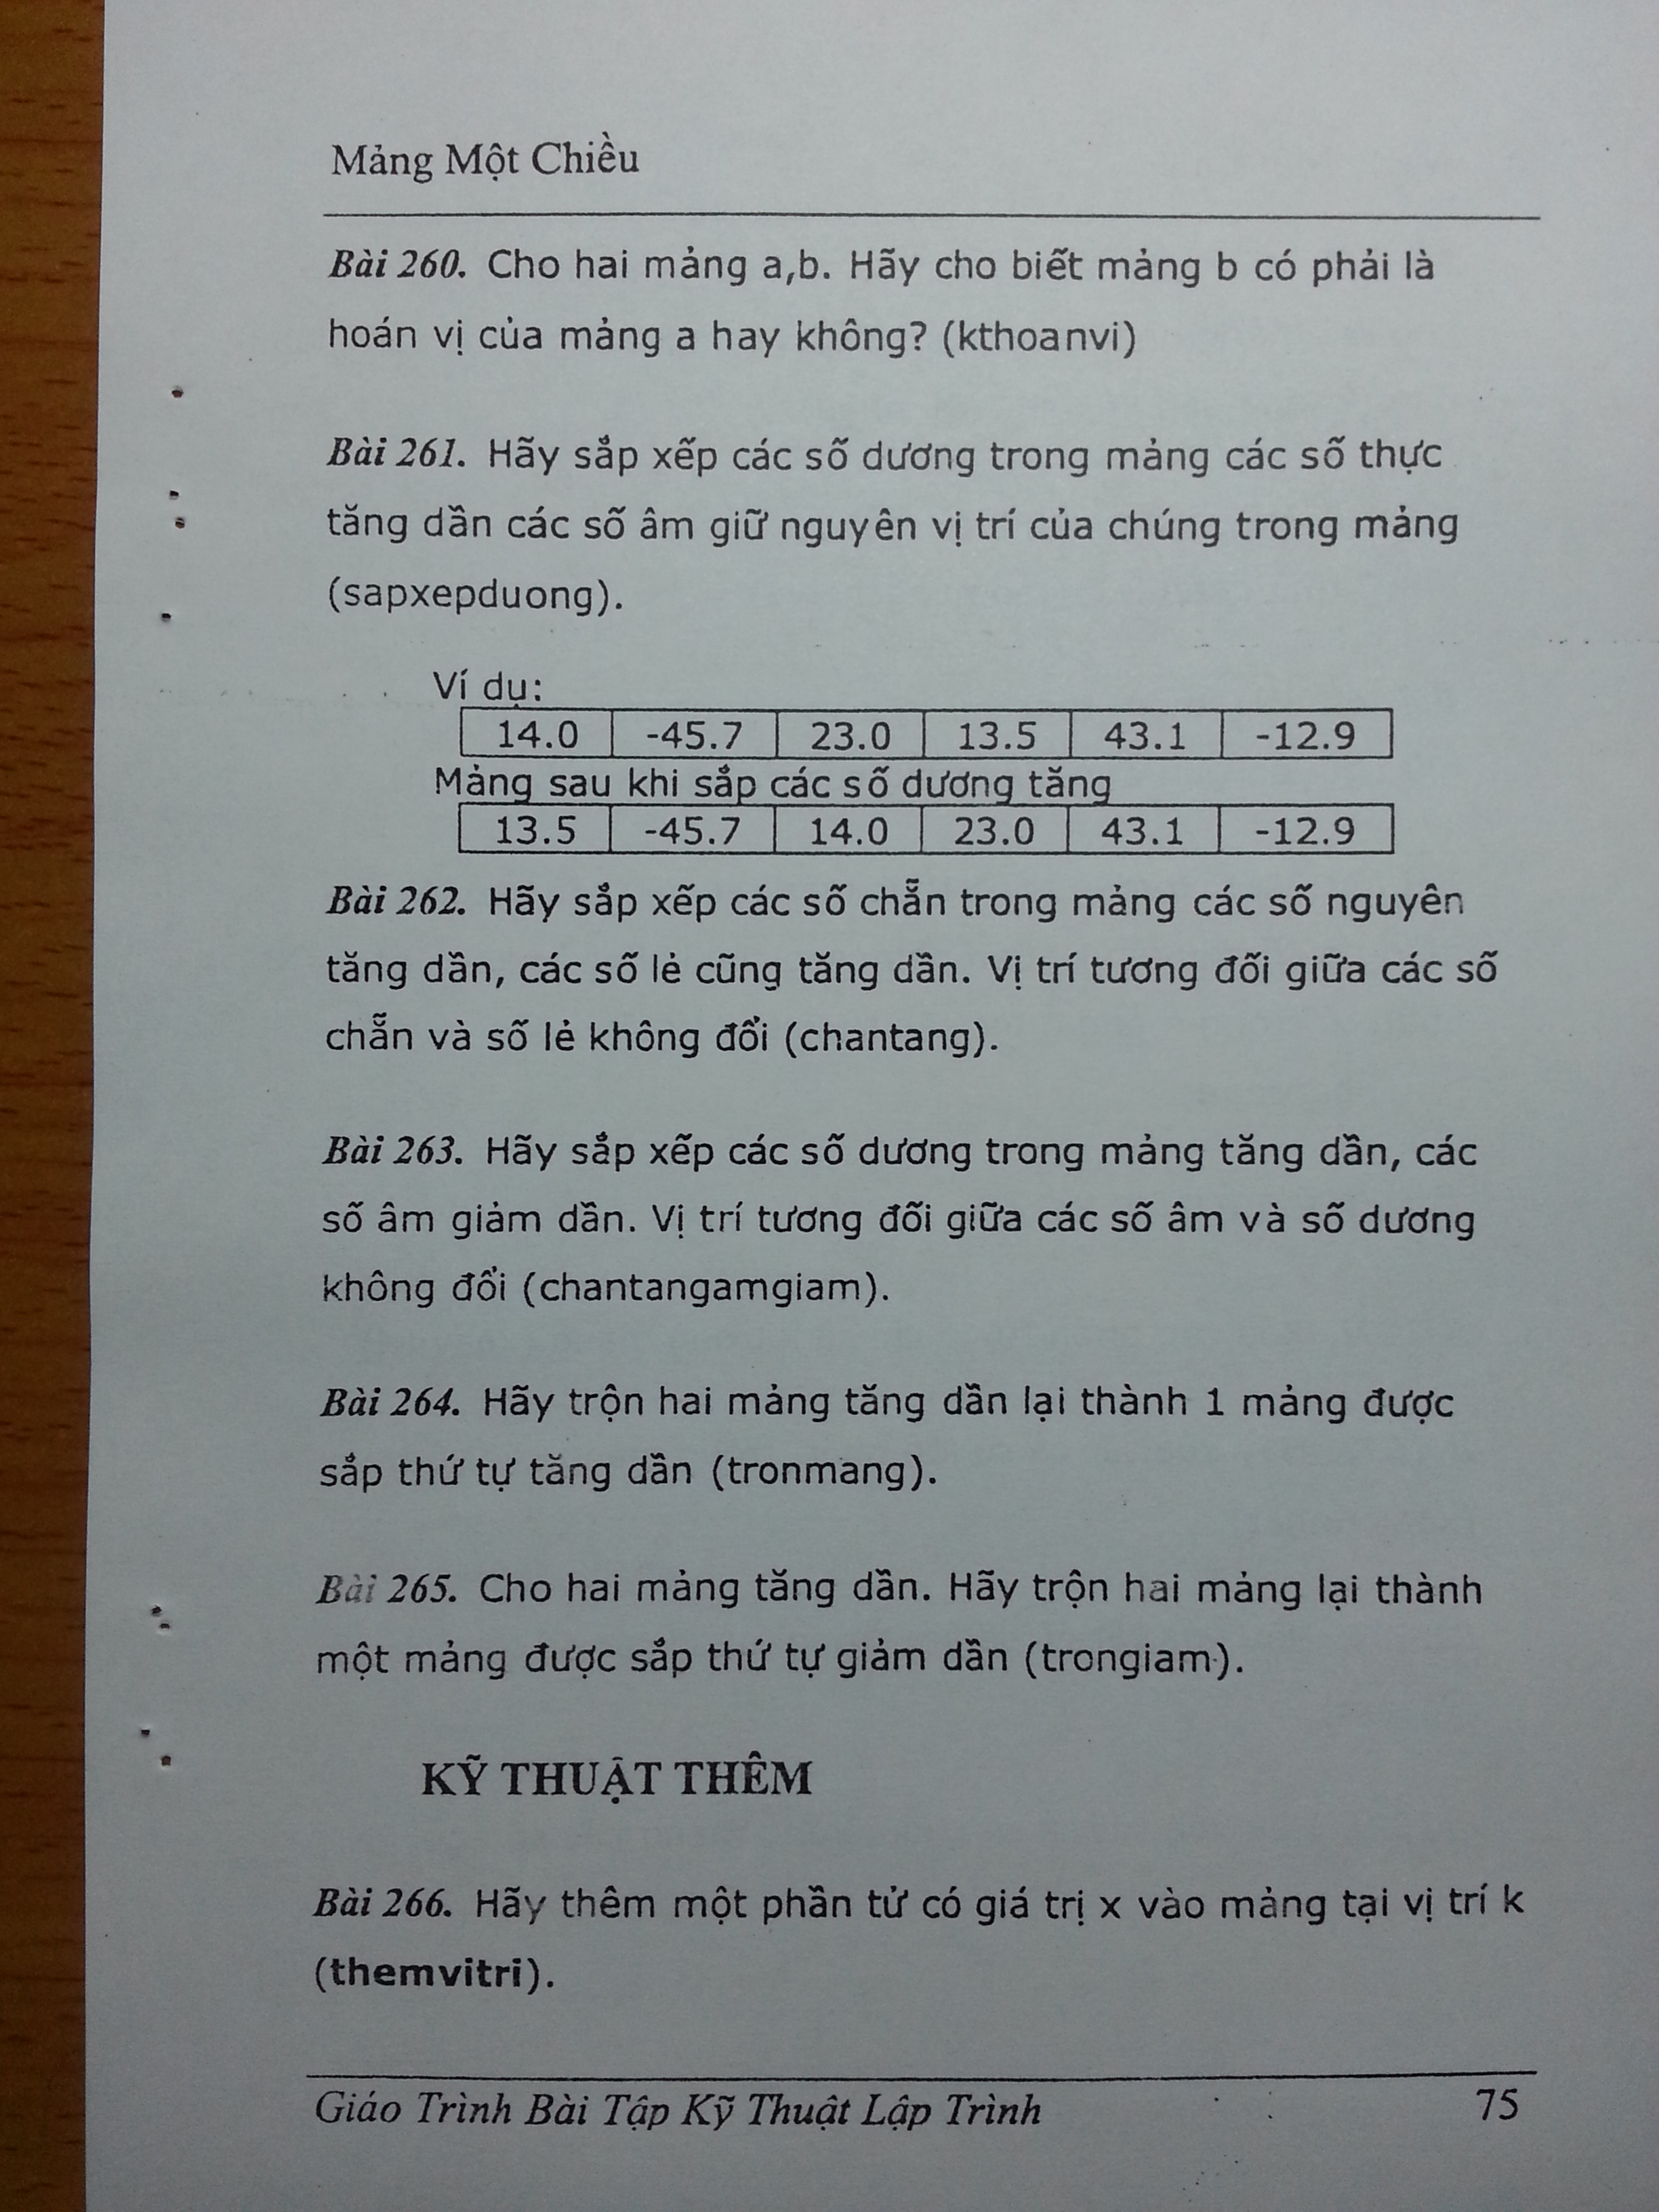 Mảng Một Chiều
Bài 260. Cho hai mảng a,b. Hãy cho biết mảng b có phải là
hoán vị của mảng a hay không? (kthoanvi)
Bài 261. Hãy sắp xếp các số dương trong mảng các số thực
tăng dần các số âm giữ nguyên vị trí của chúng trong mảng
(sapxepduong).
Ví dụ:
14.0 -45.7 23.0 13.5 43.1 -12.9
Mảng sau khi sắp các số dương tăng
13.5 -45.7 14.0 23.0 43.1 -12.9
Bài 262. Hãy sắp xếp các số chẵn trong mảng các số nguyên
tăng dần, các số lẻ cũng tăng dần. Vị trí tương đối giữa các số
chẵn và số lẻ không đổi (chantang).
Bài 263. Hãy sắp xếp các số dương trong mảng tăng dần, các
số âm giảm dần. Vị trí tương đối giữa các số âm và số dương
không đổi (chantangamgiam).
Bài 264. Hãy trộn hai mảng tăng dần lại thành 1 mảng được
sắp thứ tự tăng dần (tronmang).
Bài 265. Cho hai mảng tăng dần. Hãy trộn hai mảng lại thành
một mảng được sắp thứ tự giảm dần (trongiam).
KỸ THUẬT THÊM
Bài 266. Hãy thêm một phần tử có giá trị x vào mảng tại vị trí k
(themvitri).
Giáo Trình Bài Tập Kỹ Thuật Lập Trình 75